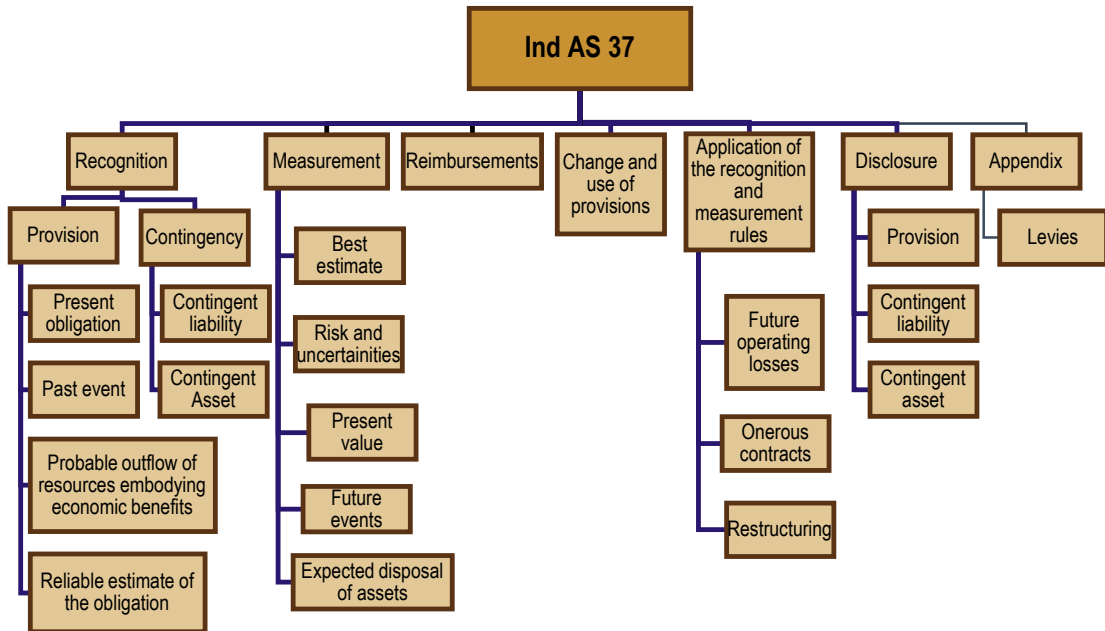 Ind AS 37
Recognition
Measurement
Reimbursements
Change and
use of
provisions
Application of
the recognition
and
measurement
rules
Disclosure
Appendix
Provision
Contingency
Present
obligation
Past event
Probable outflow of
resources embodying
economic benefits
Reliable estimate of
the obligation
Contingent
liability
Contingent
Asset
Best
estimate
Risk and
uncertainities
Present
value
Future
events
Expected disposal
of assets
Future
operating
losses
Onerous
contracts
Restructuring
Provision
Contingent
liability
Contingent
asset
Levies